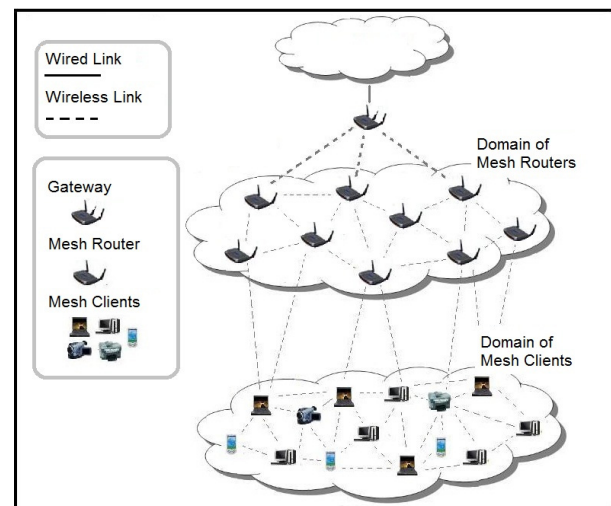 Wired Link
Wireless Link
Gateway
Mesh Router
Mesh Clients
Domain of
Mesh Routers
Domain of
Mesh Clients